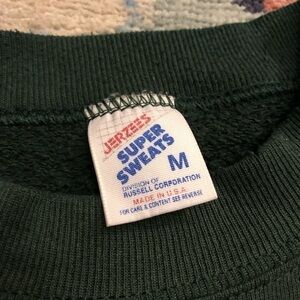 JERZEES
SUPER
SWEATS
M
DIVISION OF
RUSSELL CORPORATION
MADE IN U.S.A.
FOR CARE & CONTENT SEE REVERSE